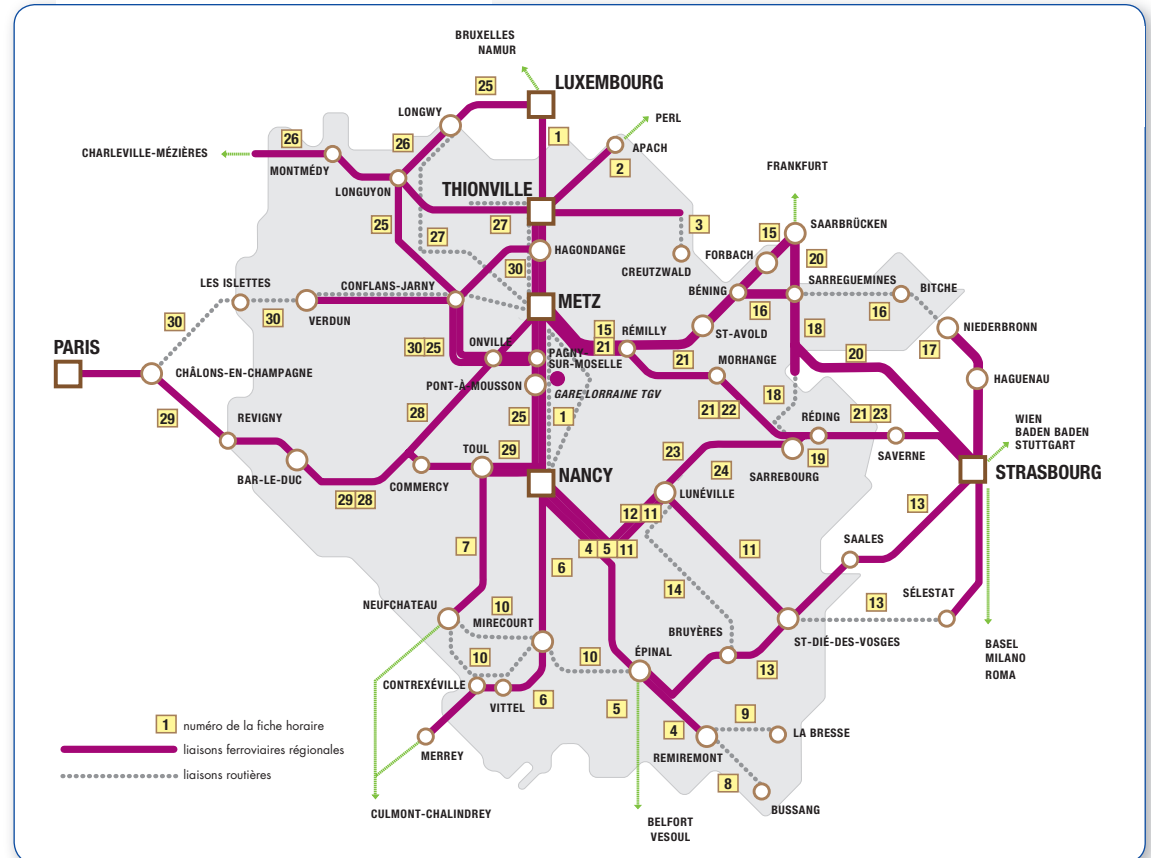 BRUXELLES
NAMUR
25
LUXEMBOURG
LONGWY
26
26
1
PERL
APACH
CHARLEVILLE-MÉZIÈRES
MONTMÉDY
2
FRANKFURT
LONGUYON
THIONVILLE
25
27
3
15
SAARBRÜCKEN
27
HAGONDANGE
FORBACH
20
30
CREUTZWALD
LES ISLETTES
CONFLANS-JARNY
BÉNING
SARREGUEMINES
BITCHE
METZ
16
16
30
30
VERDUN
ST-AVOLD
NIEDERBRONN
15
RÉMILLY
18
17
PARIS
ONVILLE
30 25
21
PAGNY
SUR-MOSELLE
21
MORHANGE
20
CHÂLONS-EN-CHAMPAGNE
PONT-À-MOUSSON
GARE LORRAINE TGV
18
HAGUENAU
29
28
25
1
21 22
RÉDING
21 23
REVIGNY
WIEN
BADEN BADEN
STUTTGART
TOUL
29
23
SAVERNE
19
BAR-LE-DUC
COMMERCY
NANCY
24
SARREBOURG
STRASBOURG
29 28
LUNÉVILLE
12 11
13
7
4 5 11
11
SAALES
6
14
SÉLESTAT
NEUFCHATEAU
10
MIRECOURT
13
BRUYÈRES
ST-DIÉ-DES-VOSGES
BASEL
MILANO
ROMA
10
10
ÉPINAL
13
CONTREXÉVILLE
VITTEL
6
5
9
4
LA BRESSE
1 numéro de la fiche horaire
liaisons ferroviaires régionales
MERREY
REMIREMONT
liaisons routières
8
BUSSANG
CULMONT-CHALINDREY
BELFORT
VESOUL